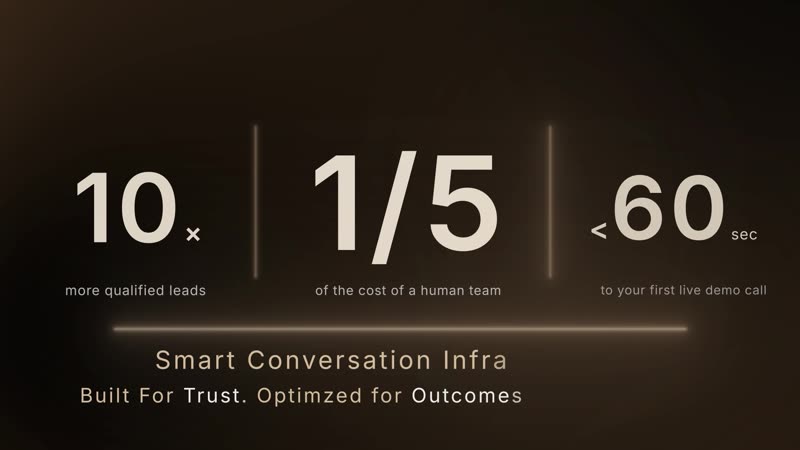 10×
more qualified leads
1/5
of the cost of a human team
<60 sec
to your first live demo call
Smart Conversation Infra
Built For Trust. Optimzed for Outcomes